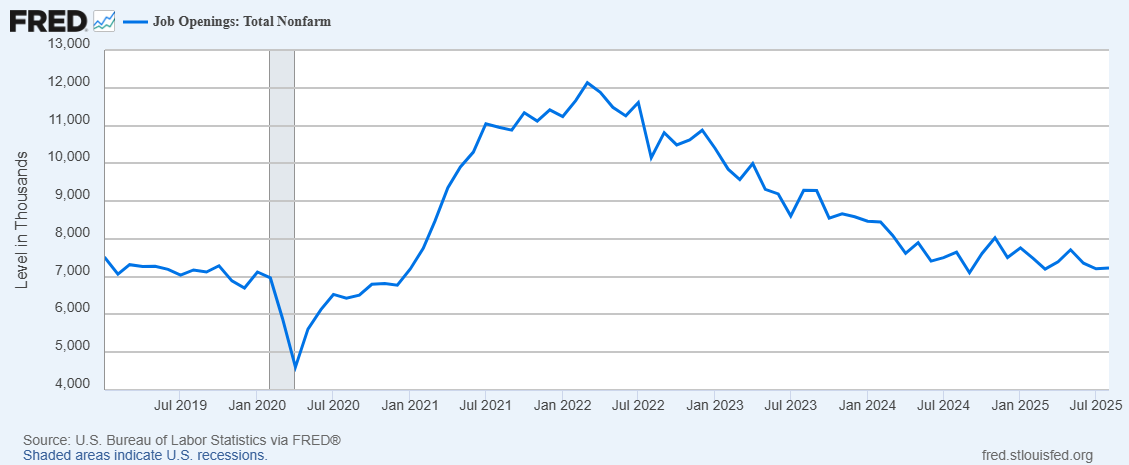 FRED
Job Openings: Total Nonfarm
Level in Thousands
13,000
12,000
11,000
10,000
9,000
8,000
7,000
6,000
5,000
4,000
Jul 2019 Jan 2020 Jul 2020 Jan 2021 Jul 2021 Jan 2022 Jul 2022 Jan 2023 Jul 2023 Jan 2024 Jul 2024 Jan 2025 Jul 2025
Source: U.S. Bureau of Labor Statistics via FRED®
Shaded areas indicate U.S. recessions.
fred.stlouisfed.org